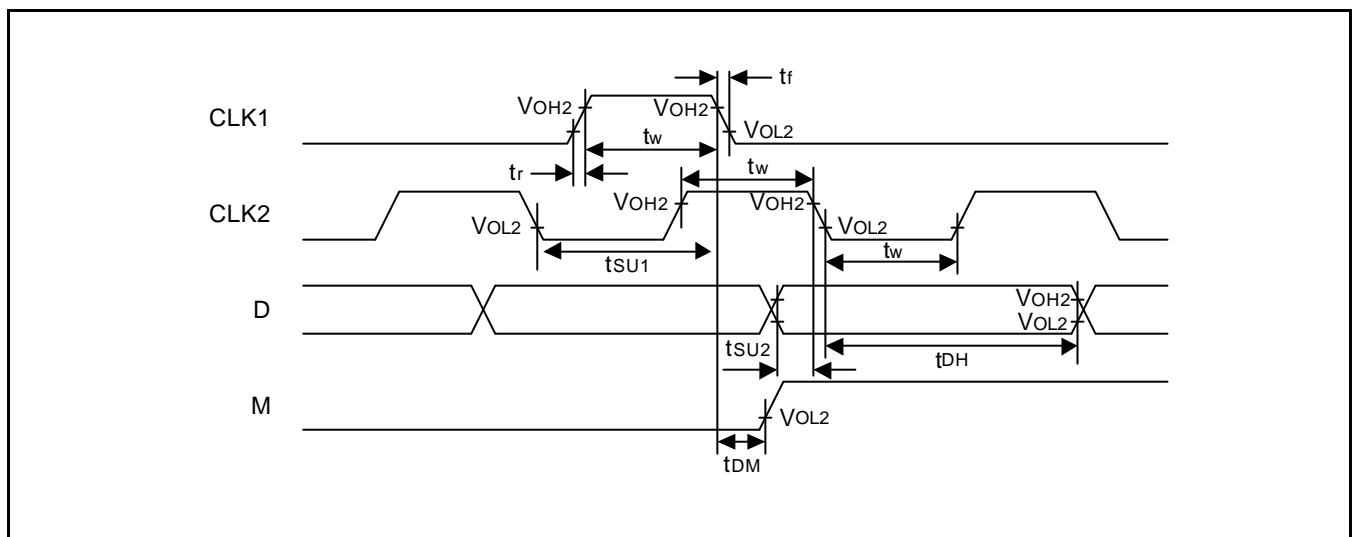 tf
CLK1
VOH2
VOH2
VOL2
tw
tr
tw
CLK2
VOH2
VOH2
VOL2
VOL2
tSU1
tw
D
VOH2
VOL2
tSU2
tDH
M
VOL2
tDM